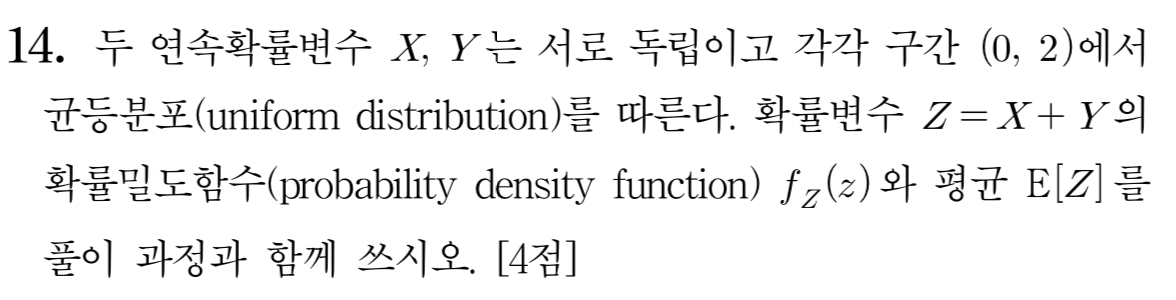 14. 두 연속확률변수 X, Y는 서로 독립이고 각각 구간 (0, 2)에서
균등분포(uniform distribution)를 따른다. 확률변수 Z=X+Y의
확률밀도함수(probability density function) f_Z(z)와 평균 E[Z]를
풀이 과정과 함께 쓰시오. [4점]